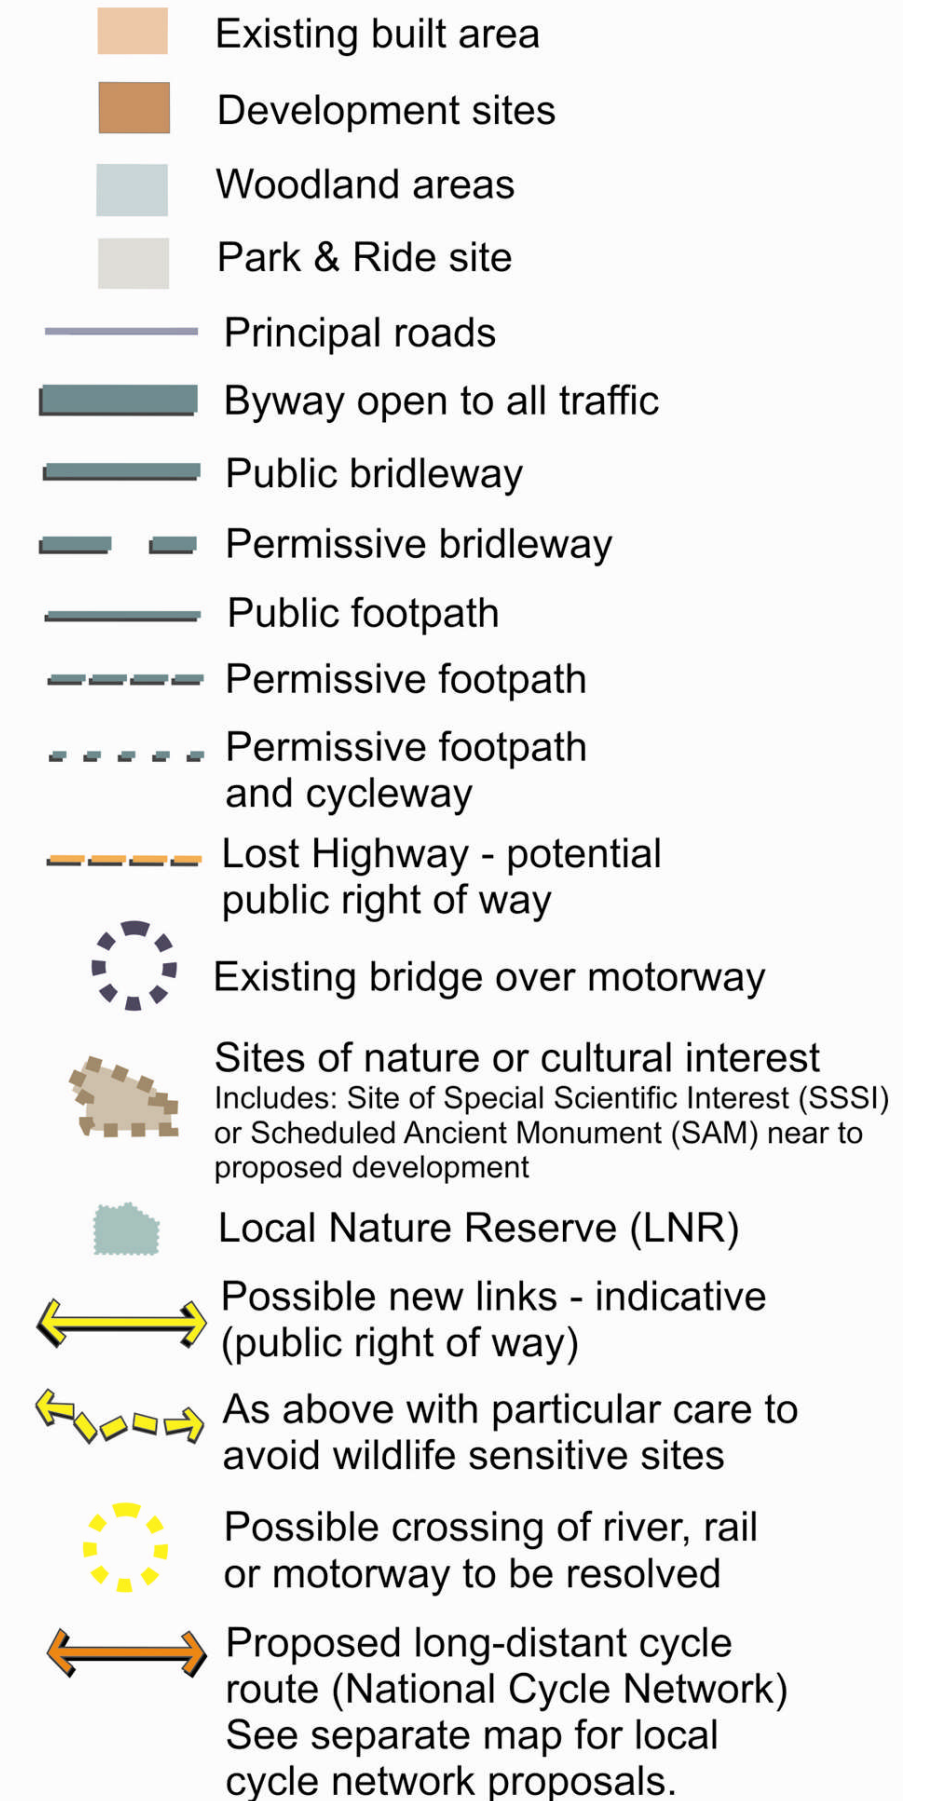 Existing built area
Development sites
Woodland areas
Park & Ride site
Principal roads
Byway open to all traffic
Public bridleway
Permissive bridleway
Public footpath
Permissive footpath
Permissive footpath
and cycleway
Lost Highway - potential
public right of way
Existing bridge over motorway
Sites of nature or cultural interest
Includes: Site of Special Scientific Interest (SSSI)
or Scheduled Ancient Monument (SAM) near to
proposed development
Local Nature Reserve (LNR)
Possible new links - indicative
(public right of way)
As above with particular care to
avoid wildlife sensitive sites
Possible crossing of river, rail
or motorway to be resolved
Proposed long-distant cycle
route (National Cycle Network)
See separate map for local
cycle network proposals.